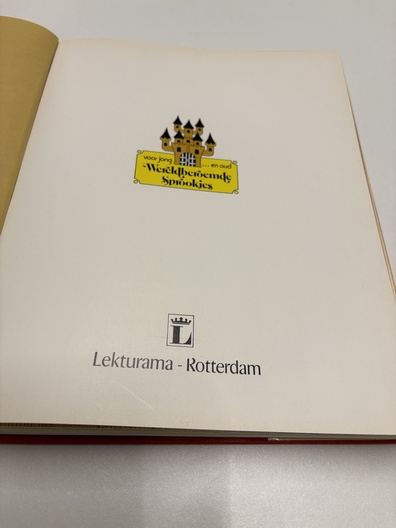 voor jong ... en oud
Wereldberoemde
Sprookjes
L
Lekturama - Rotterdam